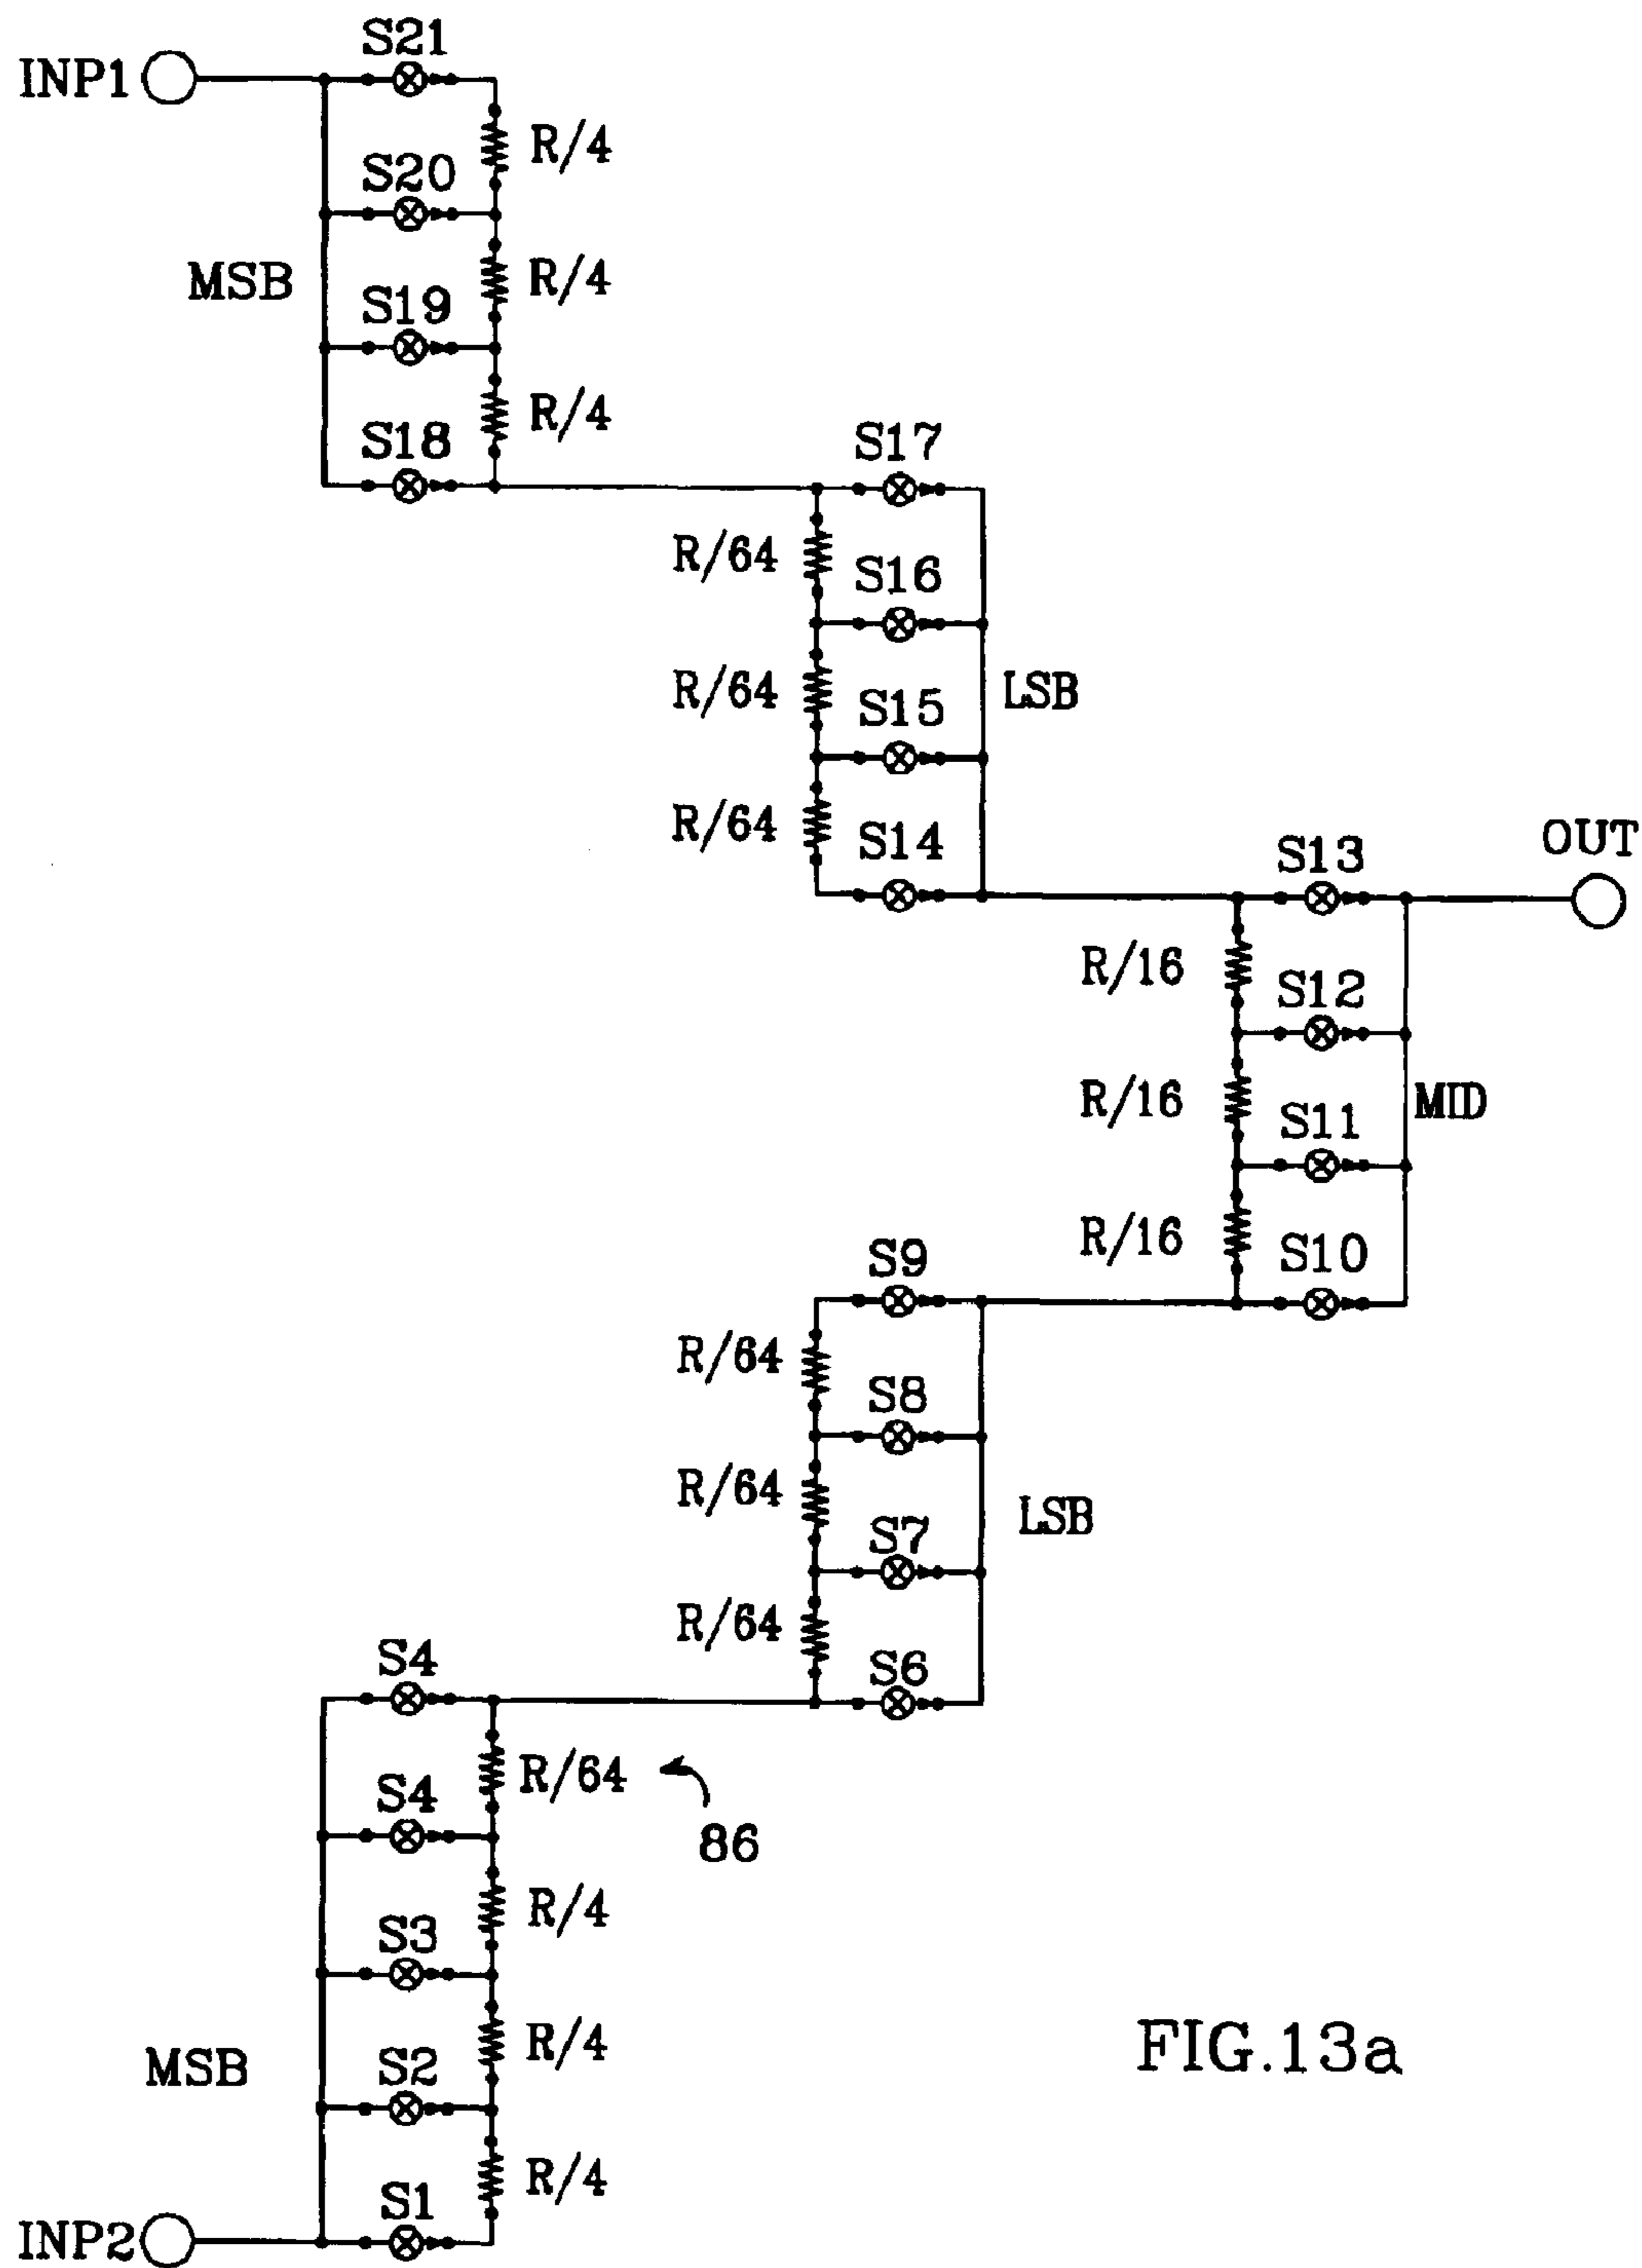 S21
INP1
R/4
S20
MSB
R/4
S19
R/4
S18
S17
R/64
S16
R/64
S15
LSB
R/64
S14
S13
OUT
R/16
S12
R/16
S11
MID
R/16
S10
S9
R/64
S8
R/64
S7
LSB
R/64
S6
S4
R/64
S4
86
R/4
S3
R/4
S2
MSB
R/4
S1
INP2
FIG.13a